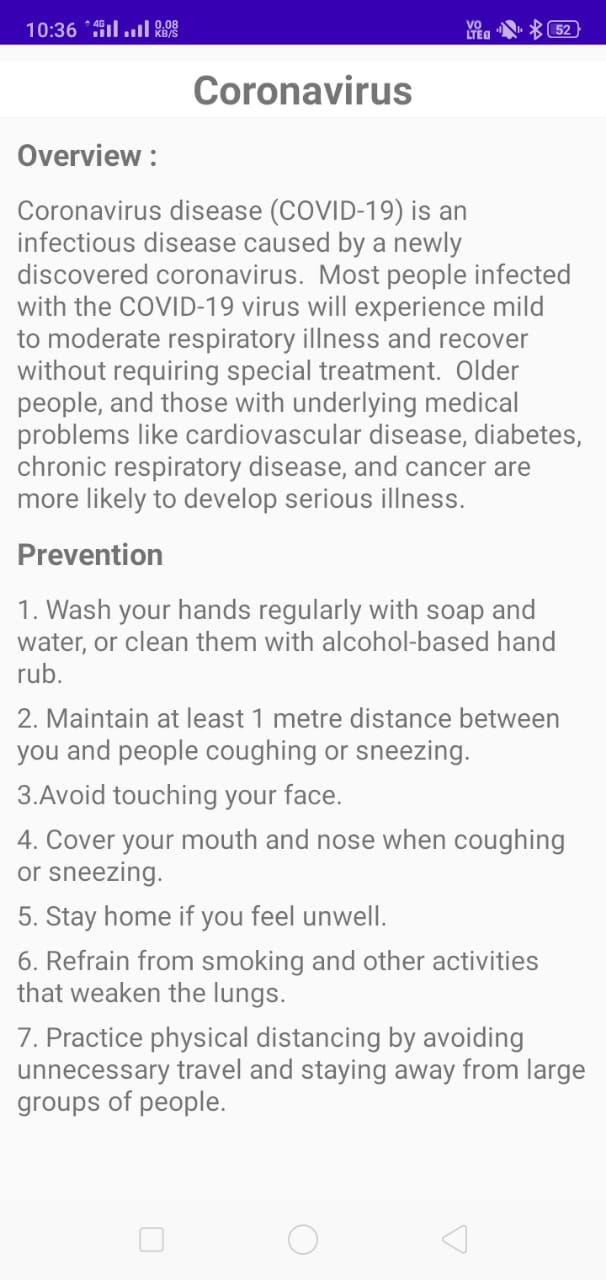 10:36 4G 0.08 KB/S VO LTE 52
Coronavirus
Overview :
Coronavirus disease (COVID-19) is an
infectious disease caused by a newly
discovered coronavirus.  Most people infected
with the COVID-19 virus will experience mild
to moderate respiratory illness and recover
without requiring special treatment.  Older
people, and those with underlying medical
problems like cardiovascular disease, diabetes,
chronic respiratory disease, and cancer are
more likely to develop serious illness.
Prevention
1. Wash your hands regularly with soap and
water, or clean them with alcohol-based hand
rub.
2. Maintain at least 1 metre distance between
you and people coughing or sneezing.
3.Avoid touching your face.
4. Cover your mouth and nose when coughing
or sneezing.
5. Stay home if you feel unwell.
6. Refrain from smoking and other activities
that weaken the lungs.
7. Practice physical distancing by avoiding
unnecessary travel and staying away from large
groups of people.